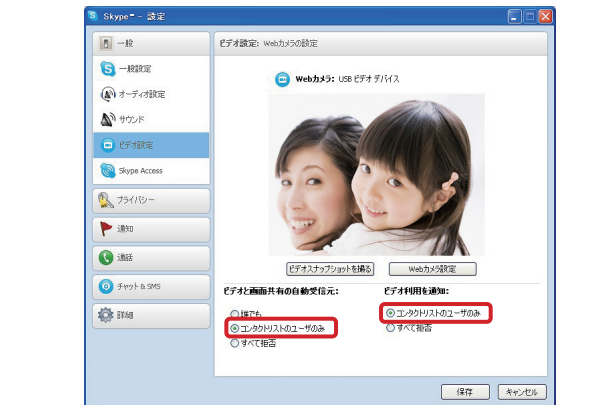 Skype™ - 設定
一般
一般設定
オーディオ設定
サウンド
ビデオ設定
Skype Access
プライバシー
通知
通話
チャット & SMS
詳細
ビデオ設定: Webカメラの設定
Webカメラ: USB ビデオ デバイス
ビデオスナップショットを撮る
Webカメラ設定
ビデオと画面共有の自動受信元:
誰でも
コンタクトリストのユーザのみ
すべて拒否
ビデオ利用を通知:
コンタクトリストのユーザのみ
すべて拒否
保存
キャンセル